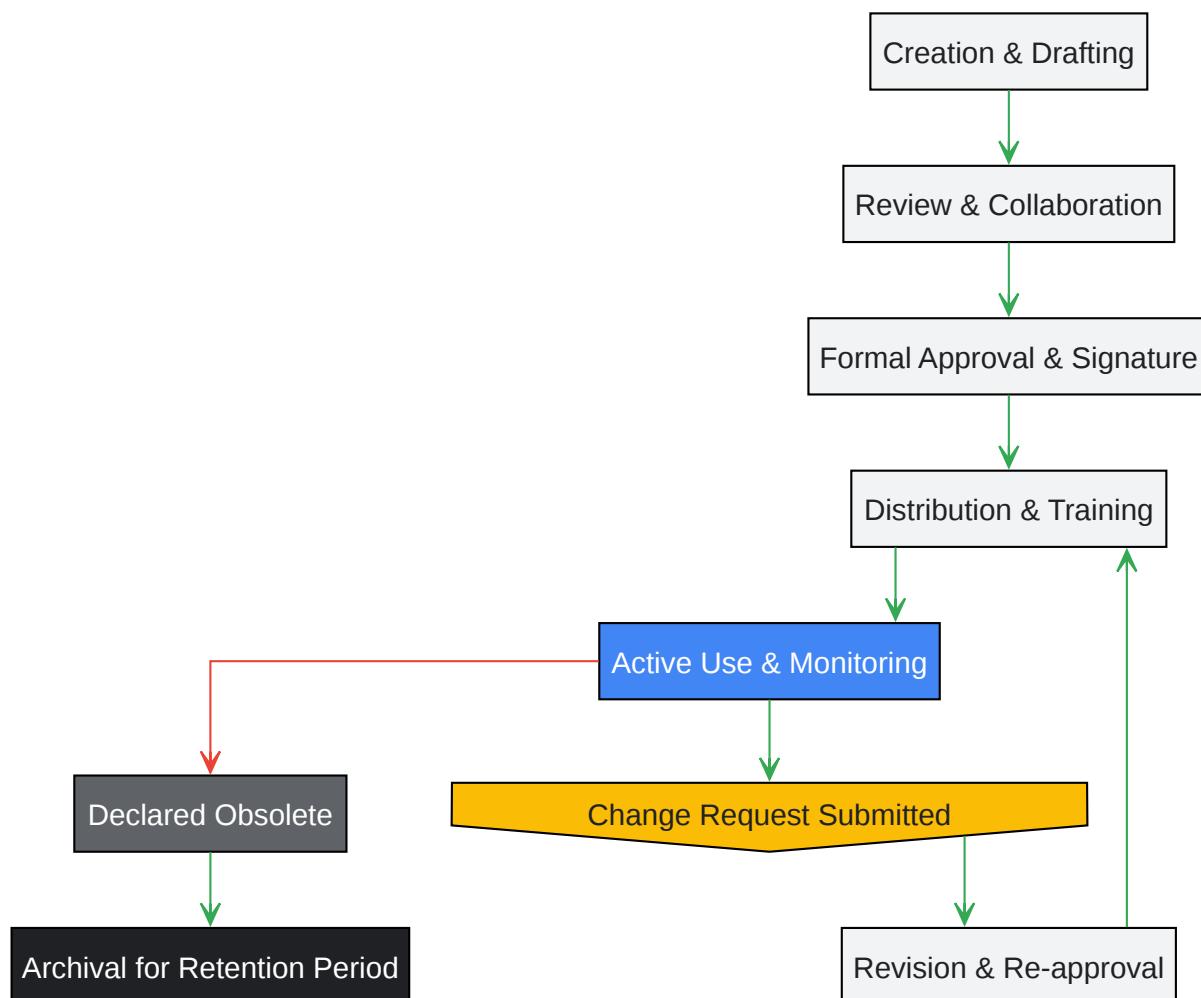 Creation & Drafting
Review & Collaboration
Formal Approval & Signature
Distribution & Training
Active Use & Monitoring
Declared Obsolete
Change Request Submitted
Archival for Retention Period
Revision & Re-approval